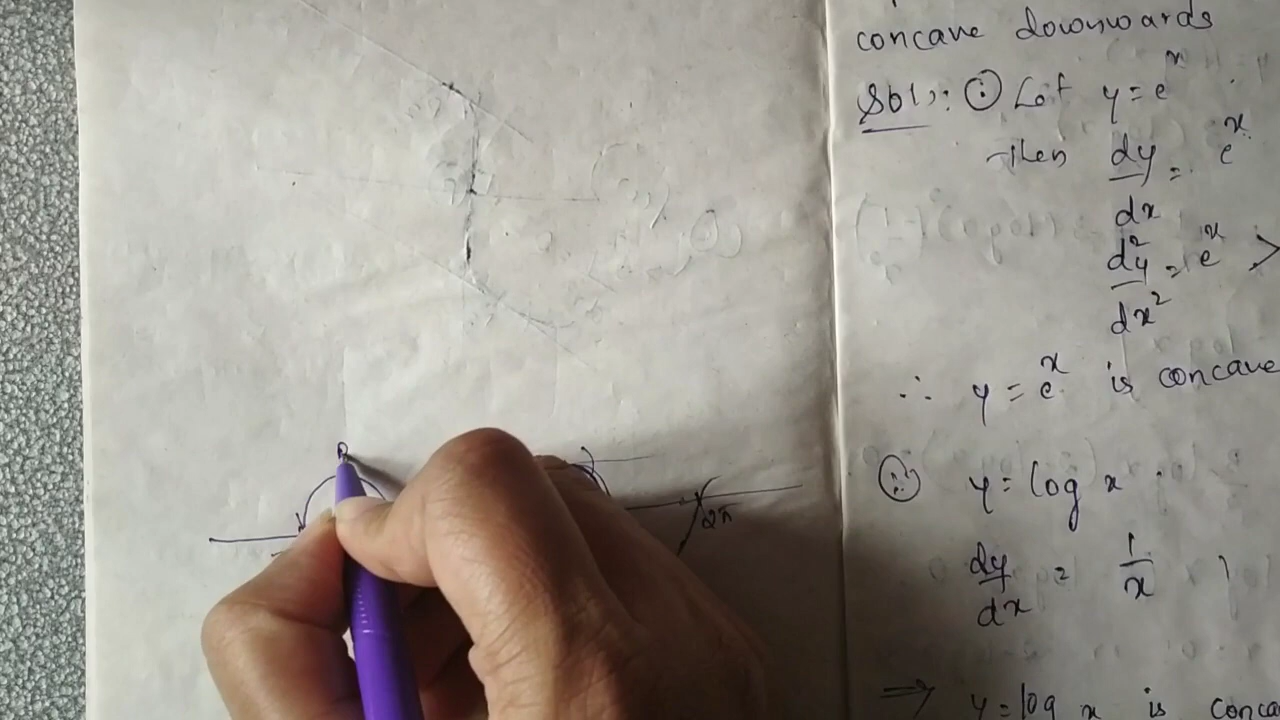 2π
concave downwards
Sol: (i) Let y = e^x
Then dy/dx = e^x
d²y/dx² = e^x >
∴ y = e^x is concave
(ii) y = log x
dy/dx = 1/x
⇒ y = log x is conca